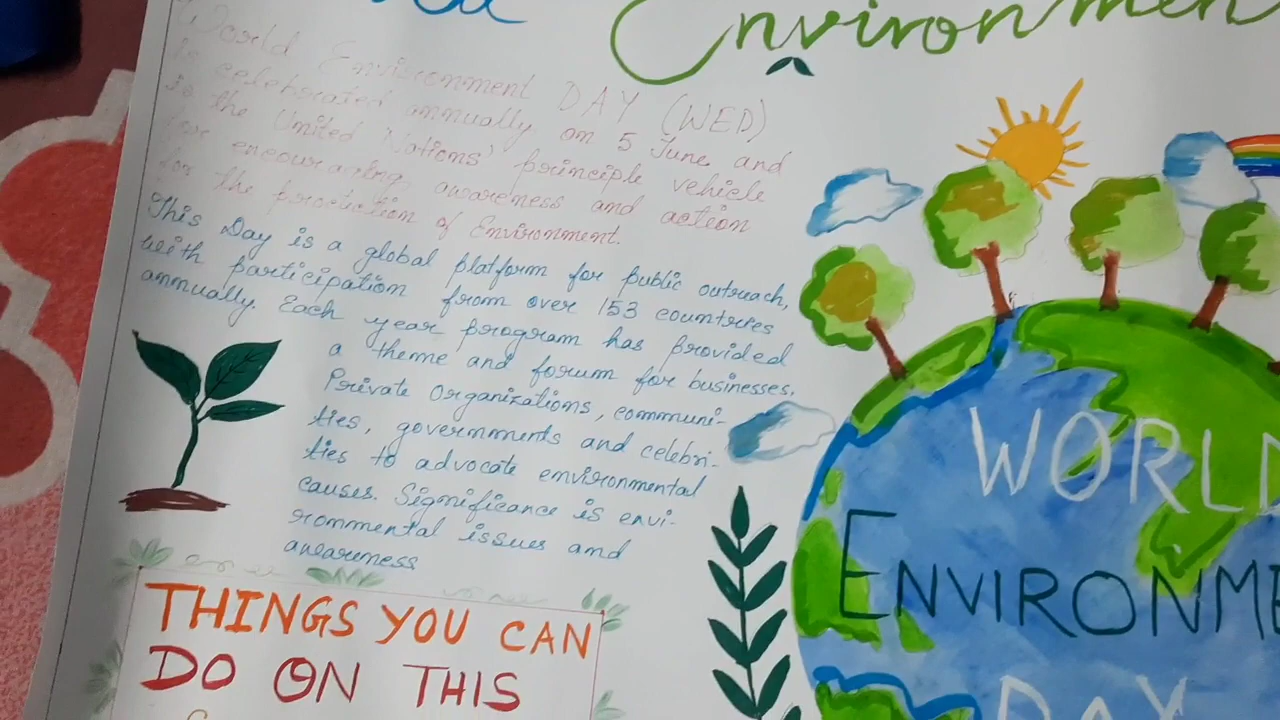 Environmen
World Environment DAY (WED)
is celebrated annually on 5 June and
is the United Nations' principle vehicle
for encouraging awareness and action
for the protection of Environment.
This Day is a global platform for public outreach,
with participation from over 153 countries
annually. Each year program has provided
a theme and forum for businesses,
Private Organizations, communi-
ties, governments and celebri-
ties to advocate environmental
causes. Significance is envi-
ronmental issues and
awareness
THINGS YOU CAN
DO ON THIS
WORLD
ENVIRONME
DAY